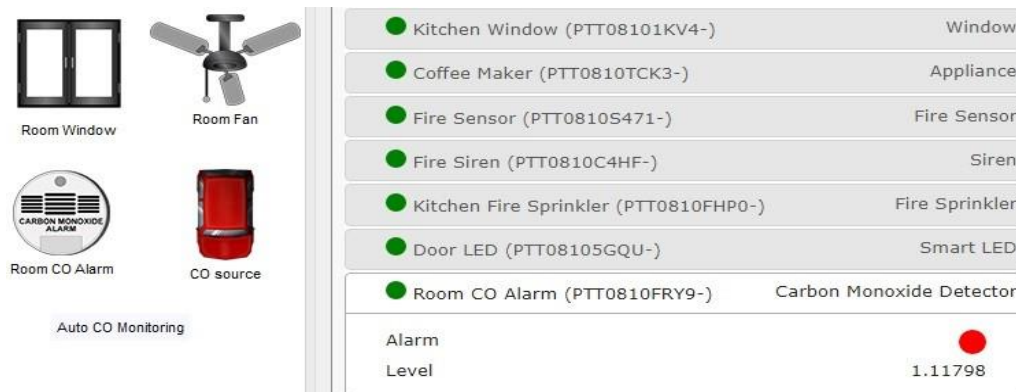 Room Window
Room Fan
CARBON MONOXIDE
ALARM
Room CO Alarm
CO source
Auto CO Monitoring
Kitchen Window (PTT08101KV4-) Window
Coffee Maker (PTT0810TCK3-) Appliance
Fire Sensor (PTT0810S471-) Fire Sensor
Fire Siren (PTT0810C4HF-) Siren
Kitchen Fire Sprinkler (PTT0810FHP0-) Fire Sprinkler
Door LED (PTT08105GQU-) Smart LED
Room CO Alarm (PTT0810FRY9-) Carbon Monoxide Detector
Alarm
Level 1.11798